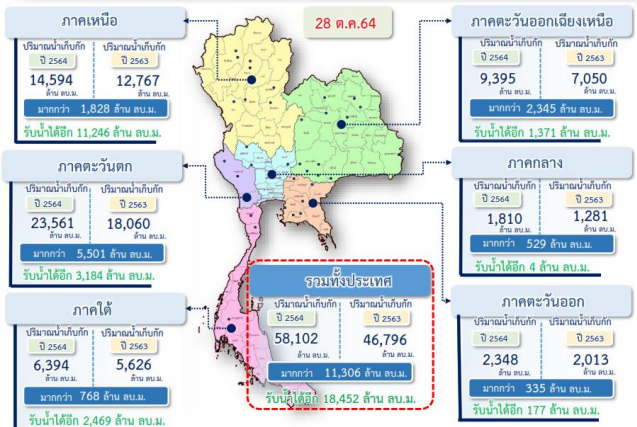 28 ต.ค.64
ภาคเหนือ
ปริมาณน้ำเก็บกัก ปริมาณน้ำเก็บกัก
ปี 2564 ปี 2563
14,594 12,767
ล้าน ลบ.ม. ล้าน ลบ.ม.
มากกว่า 1,828 ล้าน ลบ.ม.
รับน้ำได้อีก 11,246 ล้าน ลบ.ม.
ภาคตะวันออกเฉียงเหนือ
ปริมาณน้ำเก็บกัก ปริมาณน้ำเก็บกัก
ปี 2564 ปี 2563
9,395 7,050
ล้าน ลบ.ม. ล้าน ลบ.ม.
มากกว่า 2,345 ล้าน ลบ.ม.
รับน้ำได้อีก 1,371 ล้าน ลบ.ม.
ภาคตะวันตก
ปริมาณน้ำเก็บกัก ปริมาณน้ำเก็บกัก
ปี 2564 ปี 2563
23,561 18,060
ล้าน ลบ.ม. ล้าน ลบ.ม.
มากกว่า 5,501 ล้าน ลบ.ม.
รับน้ำได้อีก 3,184 ล้าน ลบ.ม.
ภาคกลาง
ปริมาณน้ำเก็บกัก ปริมาณน้ำเก็บกัก
ปี 2564 ปี 2563
1,810 1,281
ล้าน ลบ.ม. ล้าน ลบ.ม.
มากกว่า 529 ล้าน ลบ.ม.
รับน้ำได้อีก 4 ล้าน ลบ.ม.
ภาคใต้
ปริมาณน้ำเก็บกัก ปริมาณน้ำเก็บกัก
ปี 2564 ปี 2563
6,394 5,626
ล้าน ลบ.ม. ล้าน ลบ.ม.
มากกว่า 768 ล้าน ลบ.ม.
รับน้ำได้อีก 2,469 ล้าน ลบ.ม.
รวมทั้งประเทศ
ปริมาณน้ำเก็บกัก ปริมาณน้ำเก็บกัก
ปี 2564 ปี 2563
58,102 46,796
ล้าน ลบ.ม. ล้าน ลบ.ม.
มากกว่า 11,306 ล้าน ลบ.ม.
รับน้ำได้อีก 18,452 ล้าน ลบ.ม.
ภาคตะวันออก
ปริมาณน้ำเก็บกัก ปริมาณน้ำเก็บกัก
ปี 2564 ปี 2563
2,348 2,013
ล้าน ลบ.ม. ล้าน ลบ.ม.
มากกว่า 335 ล้าน ลบ.ม.
รับน้ำได้อีก 177 ล้าน ลบ.ม.